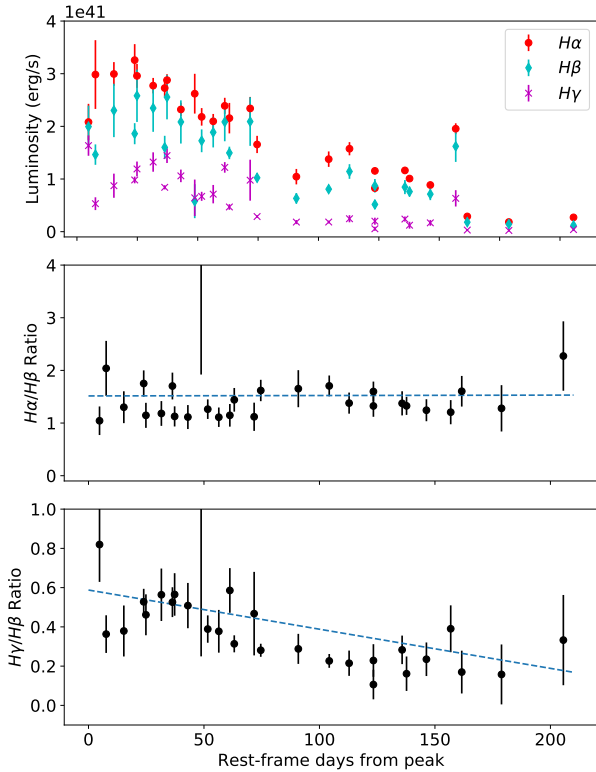 1e41
4
3
2
1
0
Luminosity (erg/s)
Hα
Hβ
Hγ
4
3
2
1
0
Hα/Hβ Ratio
1.0
0.8
0.6
0.4
0.2
0.0
Hγ/Hβ Ratio
0
50
100
150
200
Rest-frame days from peak